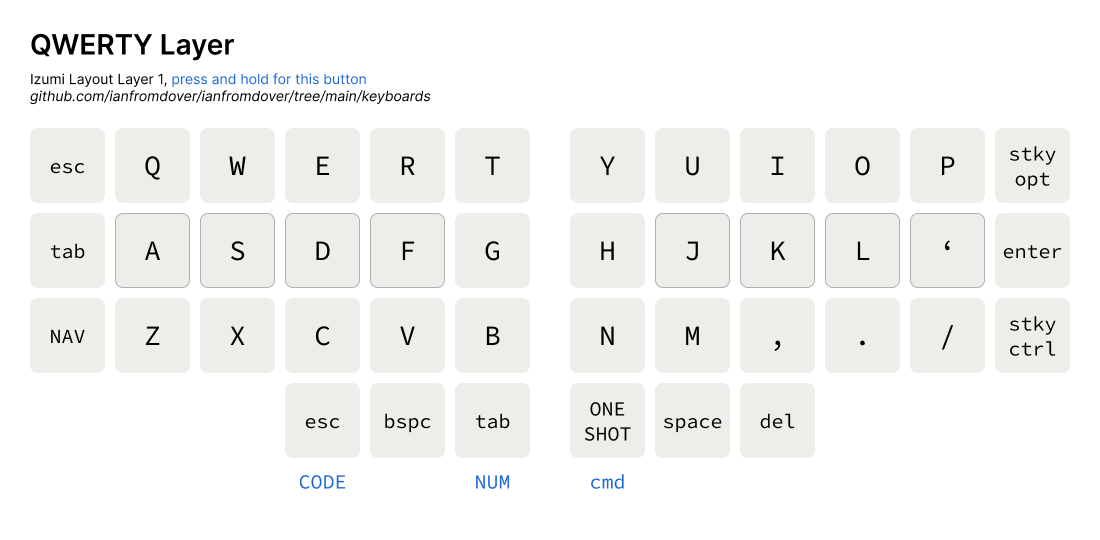 QWERTY Layer
Izumi Layout Layer 1, press and hold for this button
github.com/ianfromdover/ianfromdover/tree/main/keyboards
esc Q W E R T Y U I O P stky opt
tab A S D F G H J K L ‘ enter
NAV Z X C V B N M , . / stky ctrl
esc bspc tab ONE SHOT space del
CODE NUM cmd